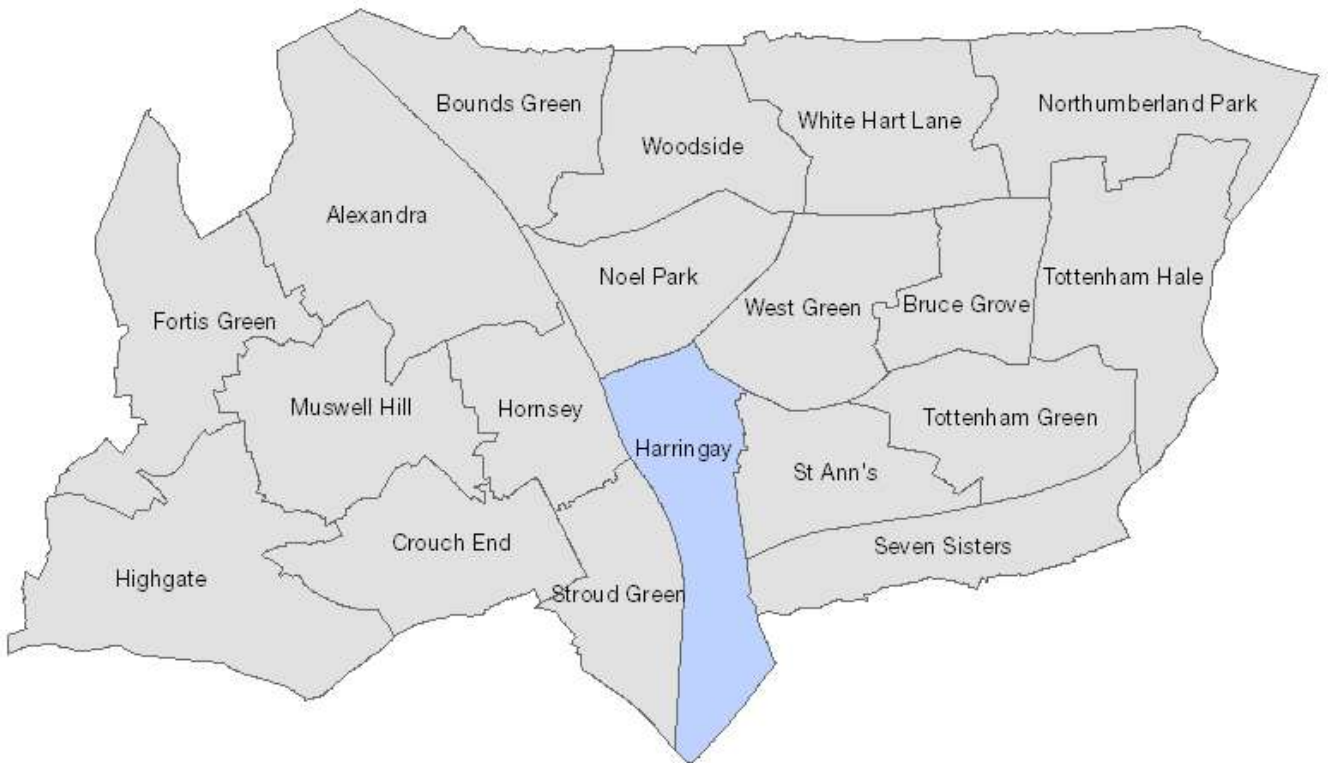 Bounds Green
Northumberland Park
White Hart Lane
Woodside
Alexandra
Noel Park
Tottenham Hale
West Green
Bruce Grove
Fortis Green
Muswell Hill
Hornsey
Tottenham Green
Harringay
St Ann's
Crouch End
Seven Sisters
Highgate
Stroud Green